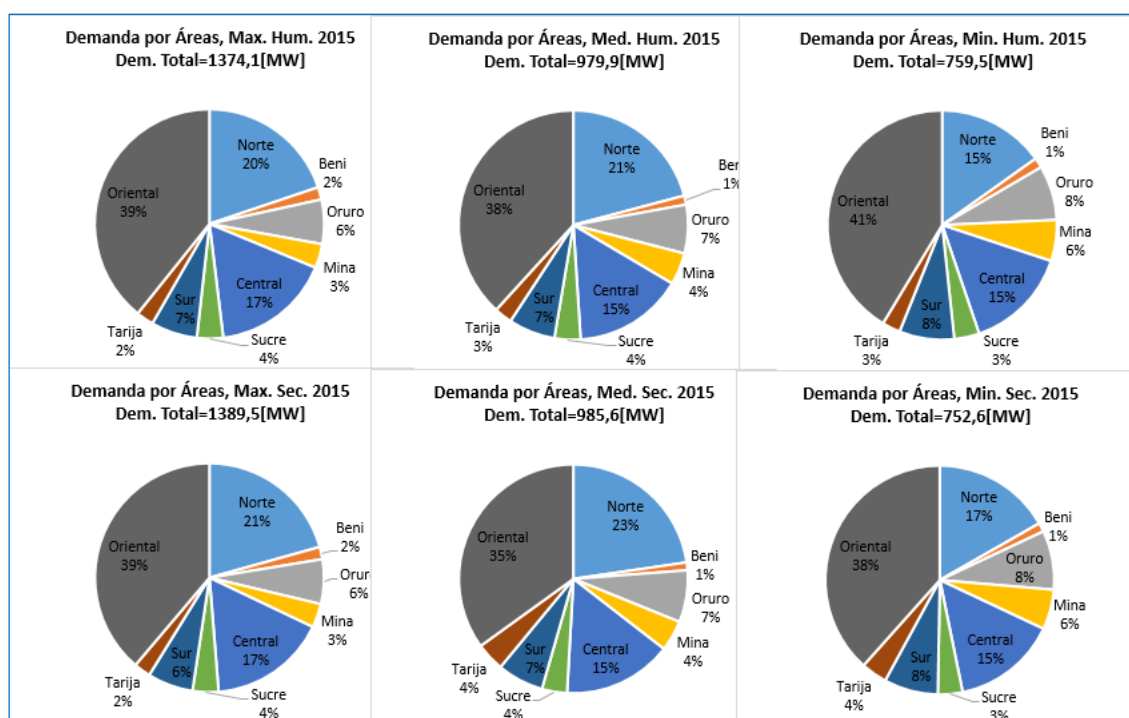 Demanda por Áreas, Max. Hum. 2015
Dem. Total=1374,1[MW]
Norte
20%
Beni
2%
Oruro
6%
Mina
3%
Central
17%
Sucre
4%
Sur
7%
Tarija
2%
Oriental
39%
Demanda por Áreas, Med. Hum. 2015
Dem. Total=979,9[MW]
Norte
21%
Ben
1%
Oruro
7%
Mina
4%
Central
15%
Sucre
4%
Sur
7%
Tarija
3%
Oriental
38%
Demanda por Áreas, Min. Hum. 2015
Dem. Total=759,5[MW]
Norte
15%
Beni
1%
Oruro
8%
Mina
6%
Central
15%
Sucre
3%
Sur
8%
Tarija
3%
Oriental
41%
Demanda por Áreas, Max. Sec. 2015
Dem. Total=1389,5[MW]
Norte
21%
Beni
2%
Oruro
6%
Mina
3%
Central
17%
Sucre
4%
Sur
6%
Tarija
2%
Oriental
39%
Demanda por Áreas, Med. Sec. 2015
Dem. Total=985,6[MW]
Norte
23%
Beni
1%
Oruro
7%
Mina
4%
Central
15%
Sucre
4%
Sur
7%
Tarija
4%
Oriental
35%
Demanda por Áreas, Min. Sec. 2015
Dem. Total=752,6[MW]
Norte
17%
Beni
1%
Oruro
8%
Mina
6%
Central
15%
Sucre
3%
Sur
8%
Tarija
4%
Oriental
38%